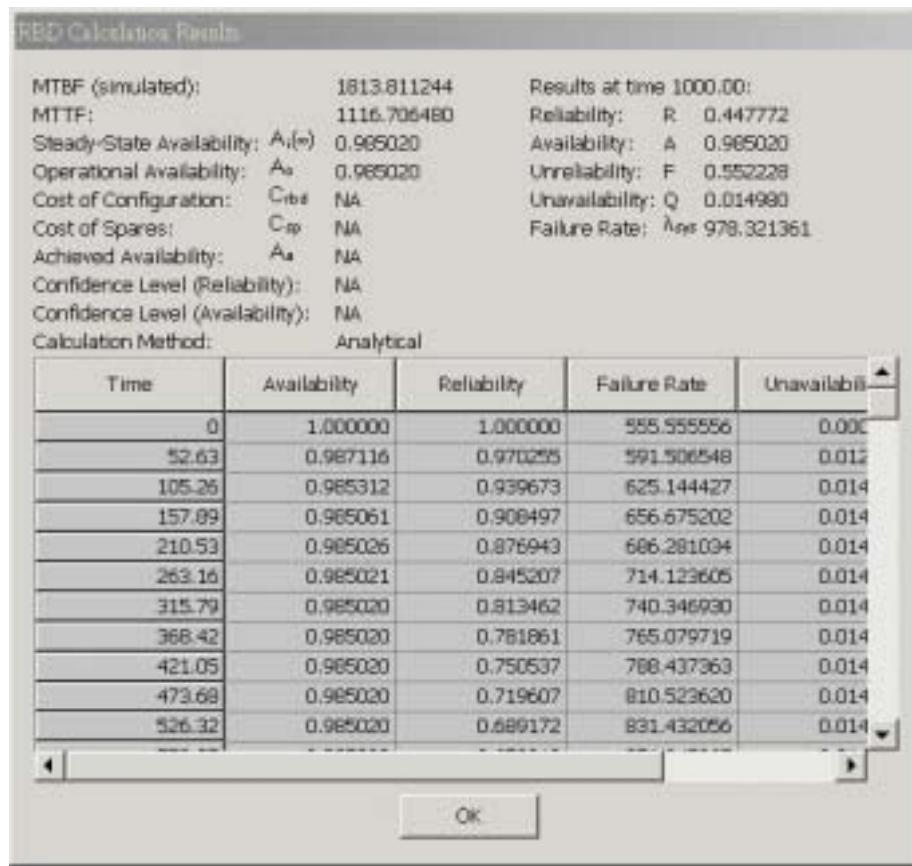 RBD Calculation Results
MTBF (simulated): 1813.811244
MTTF: 1116.706480
Steady-State Availability: Ai(∞) 0.985020
Operational Availability: Ao 0.985020
Cost of Configuration: Crbd NA
Cost of Spares: Csp NA
Achieved Availability: Aa NA
Confidence Level (Reliability): NA
Confidence Level (Availability): NA
Calculation Method: Analytical
Results at time 1000.00:
Reliability: R 0.447772
Availability: A 0.985020
Unreliability: F 0.552228
Unavailability: Q 0.014980
Failure Rate: λsys 978.321361
Time Availability Reliability Failure Rate Unavailabili
0 1.000000 1.000000 555.555556 0.000
52.63 0.987116 0.970255 591.506548 0.012
105.26 0.985312 0.939673 625.144427 0.014
157.89 0.985061 0.908497 656.675202 0.014
210.53 0.985026 0.876943 686.281034 0.014
263.16 0.985021 0.845207 714.123605 0.014
315.79 0.985020 0.813462 740.346930 0.014
368.42 0.985020 0.781861 765.079719 0.014
421.05 0.985020 0.750537 788.437363 0.014
473.68 0.985020 0.719607 810.523620 0.014
526.32 0.985020 0.689172 831.432056 0.014
OK